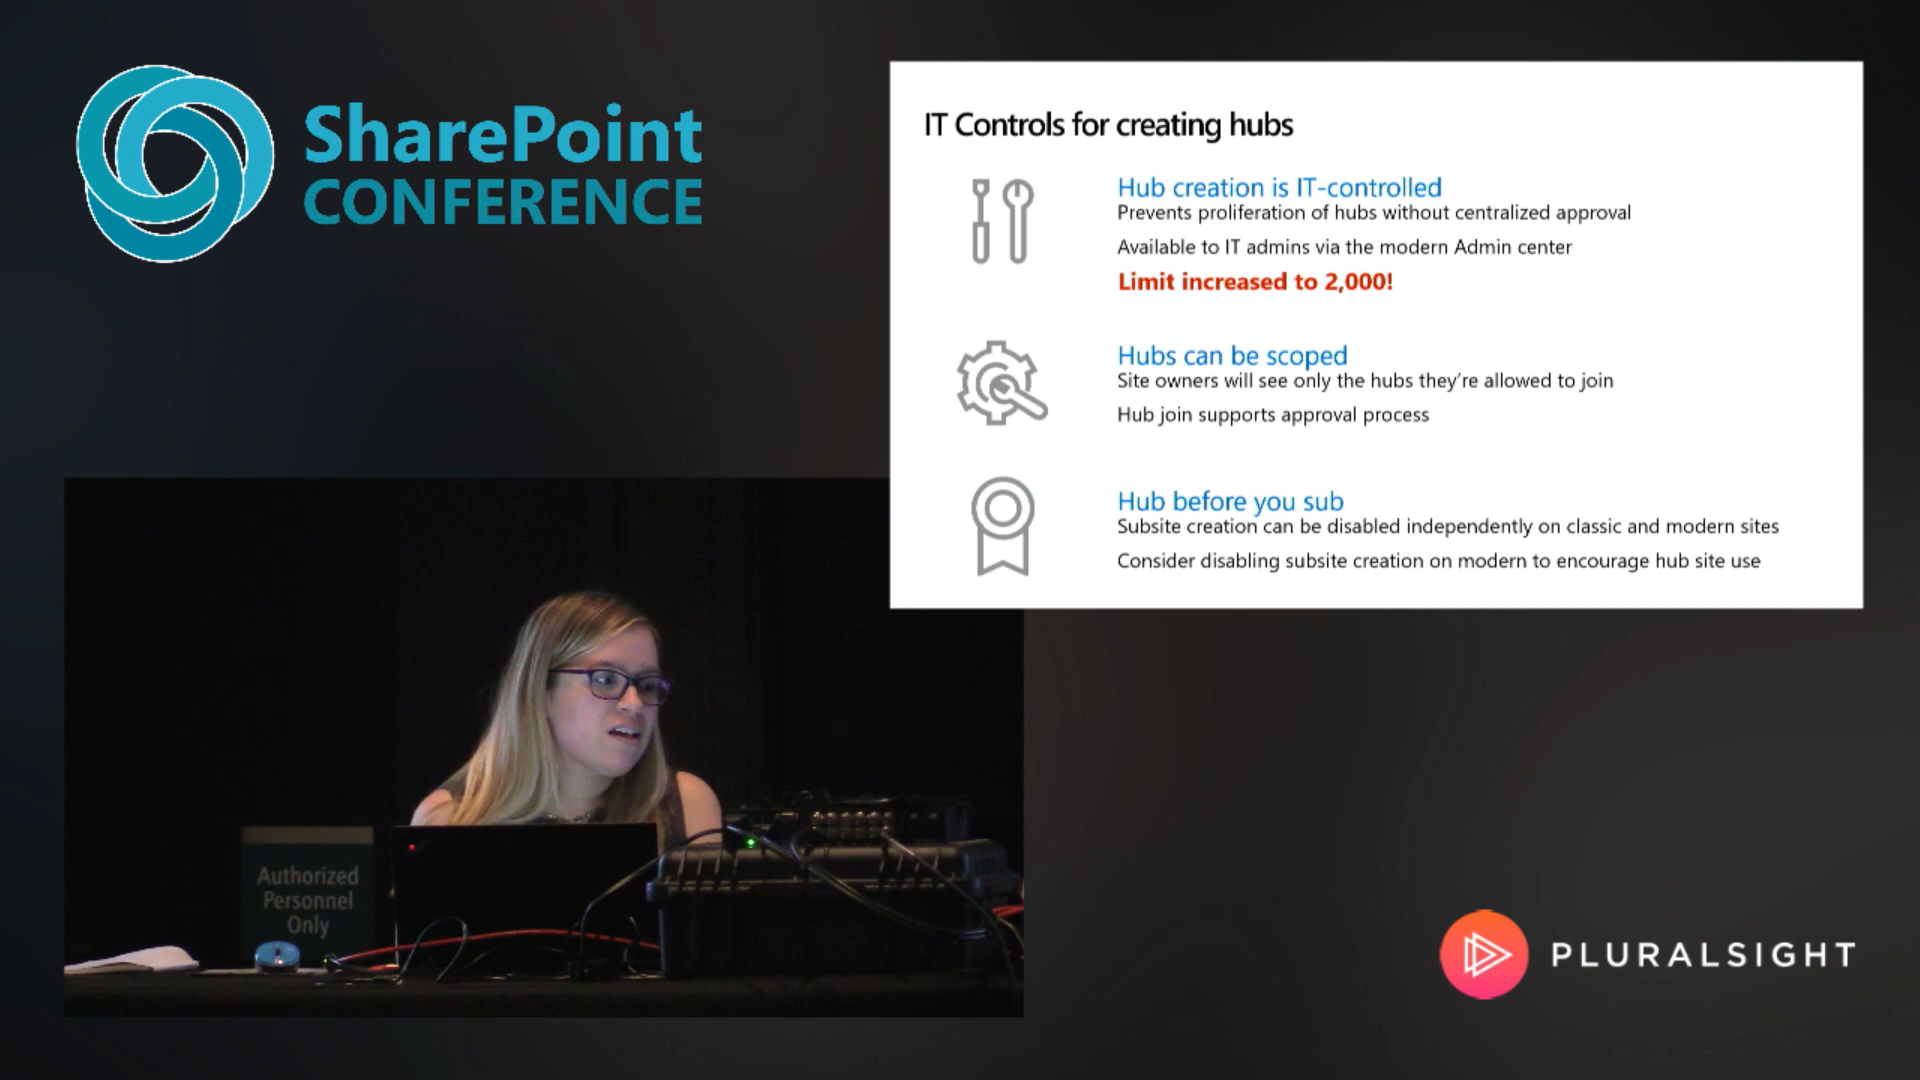 SharePoint
CONFERENCE
IT Controls for creating hubs
Hub creation is IT-controlled
Prevents proliferation of hubs without centralized approval
Available to IT admins via the modern Admin center
Limit increased to 2,000!
Hubs can be scoped
Site owners will see only the hubs they're allowed to join
Hub join supports approval process
Hub before you sub
Subsite creation can be disabled independently on classic and modern sites
Consider disabling subsite creation on modern to encourage hub site use
Authorized
Personnel
Only
PLURALSIGHT